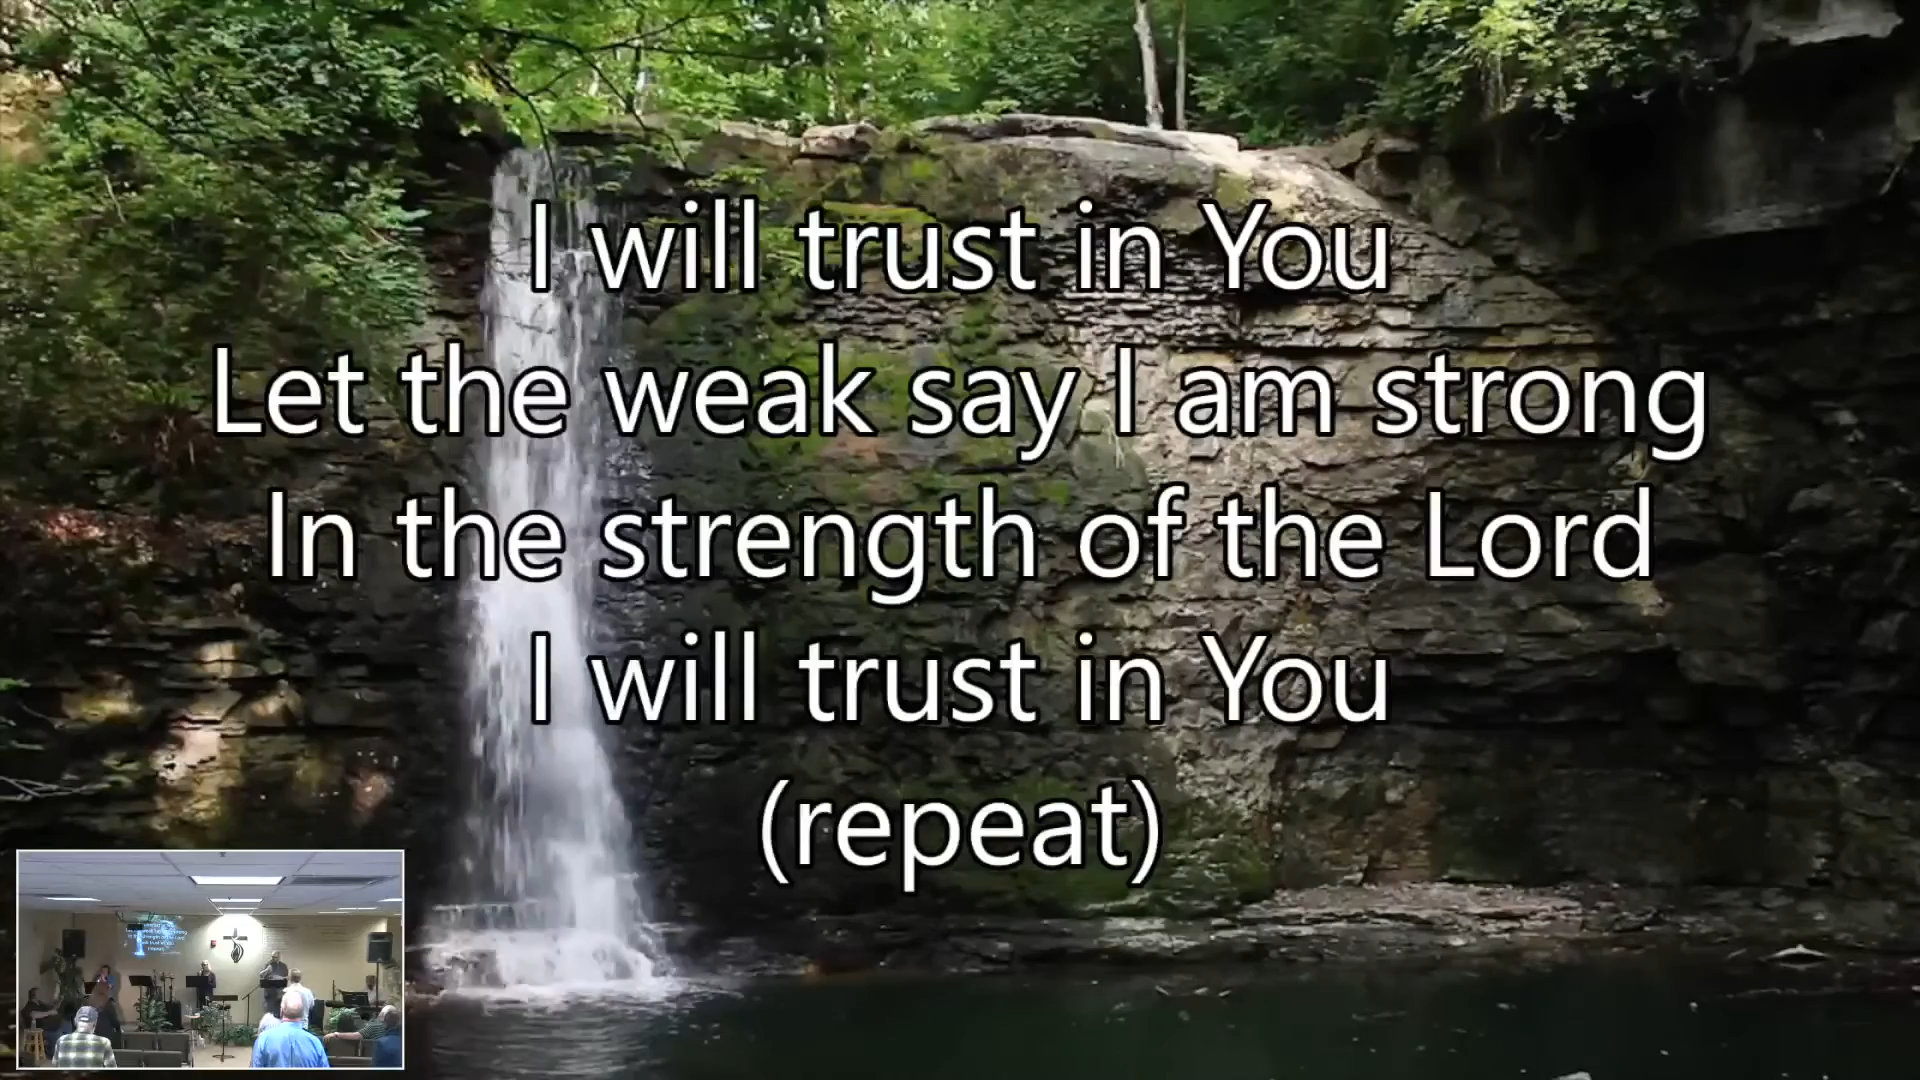 I will trust in You
Let the weak say I am strong
In the strength of the Lord
I will trust in You
(repeat)